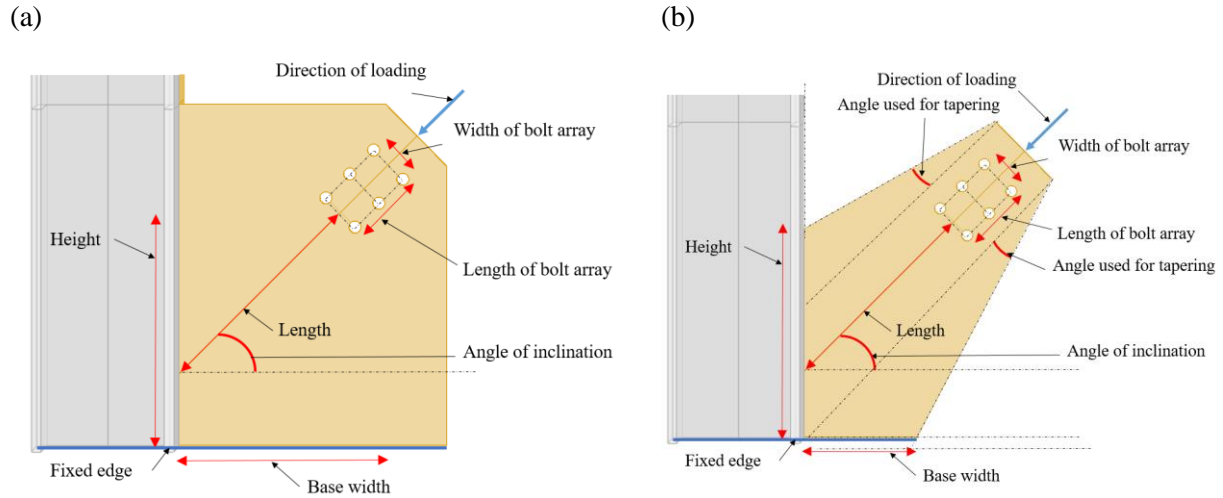 (a)
Direction of loading
Width of bolt array
Height
Length of bolt array
Length
Angle of inclination
Fixed edge
Base width
(b)
Direction of loading
Angle used for tapering
Width of bolt array
Height
Length of bolt array
Angle used for tapering
Length
Angle of inclination
Fixed edge
Base width